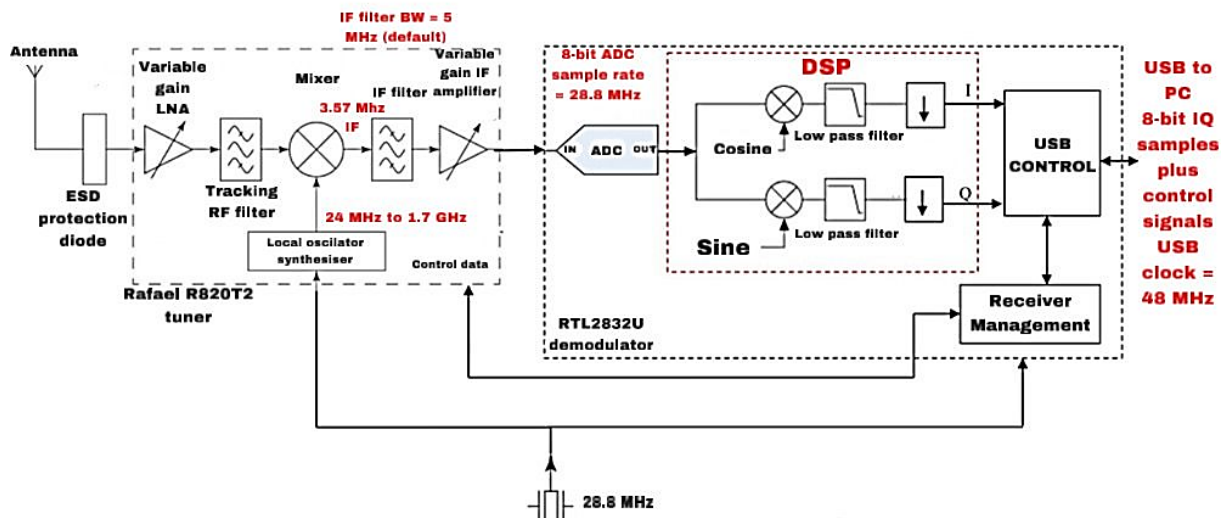 Antenna
ESD
protection
diode
Variable
gain
LNA
Tracking
RF filter
Mixer
IF filter BW = 5
MHz (default)
3.57 Mhz
IF
IF filter
Variable
gain IF
amplifier
24 MHz to 1.7 GHz
Local oscilator
synthesiser
Control data
Rafael R820T2
tuner
8-bit ADC
sample rate
= 28.8 MHz
IN
ADC
OUT
DSP
Cosine
Low pass filter
I
Sine
Low pass filter
Q
USB
CONTROL
Receiver
Management
RTL2832U
demodulator
USB to
PC
8-bit IQ
samples
plus
control
signals
USB
clock =
48 MHz
28.8 MHz